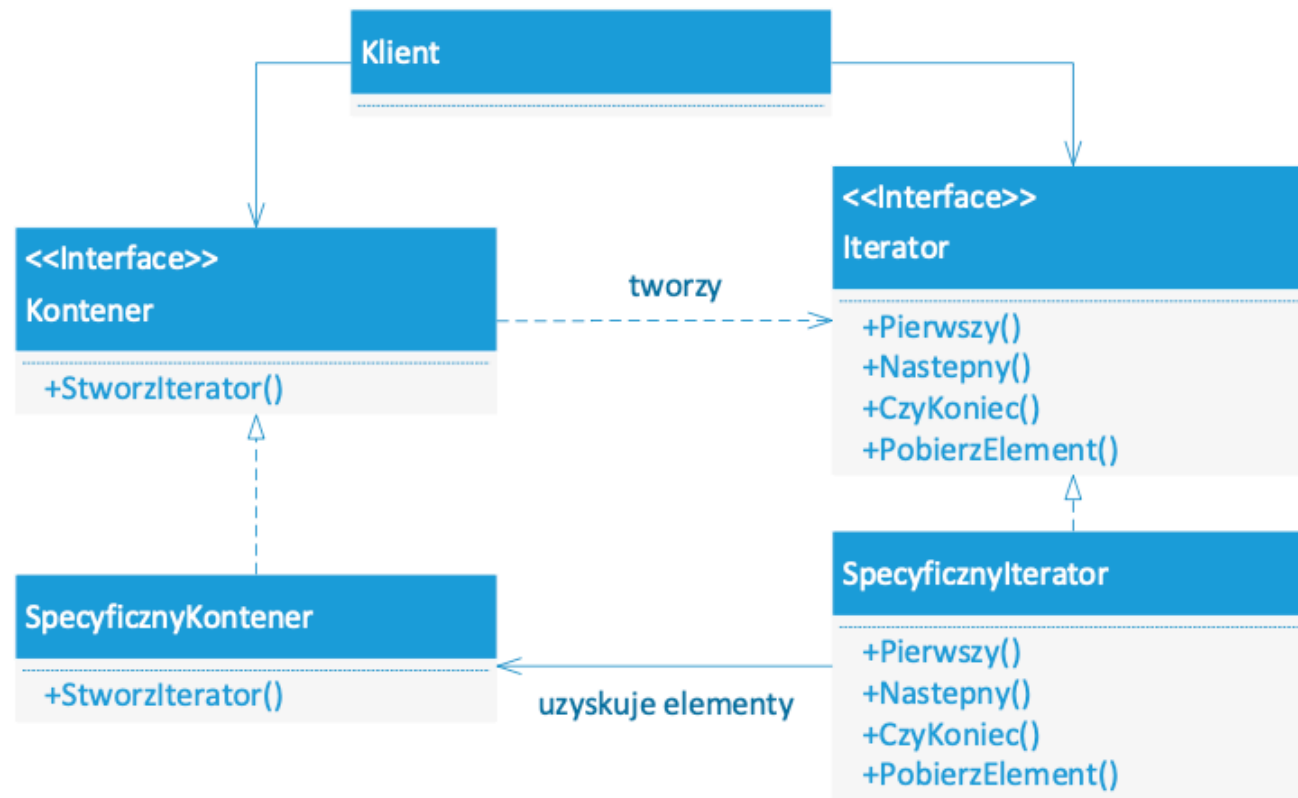 Klient
<<Interface>>
Kontener
+StworzIterator()
tworzy
<<Interface>>
Iterator
+Pierwszy()
+Nastepny()
+CzyKoniec()
+PobierzElement()
SpecyficznyKontener
+StworzIterator()
uzyskuje elementy
SpecyficznyIterator
+Pierwszy()
+Nastepny()
+CzyKoniec()
+PobierzElement()